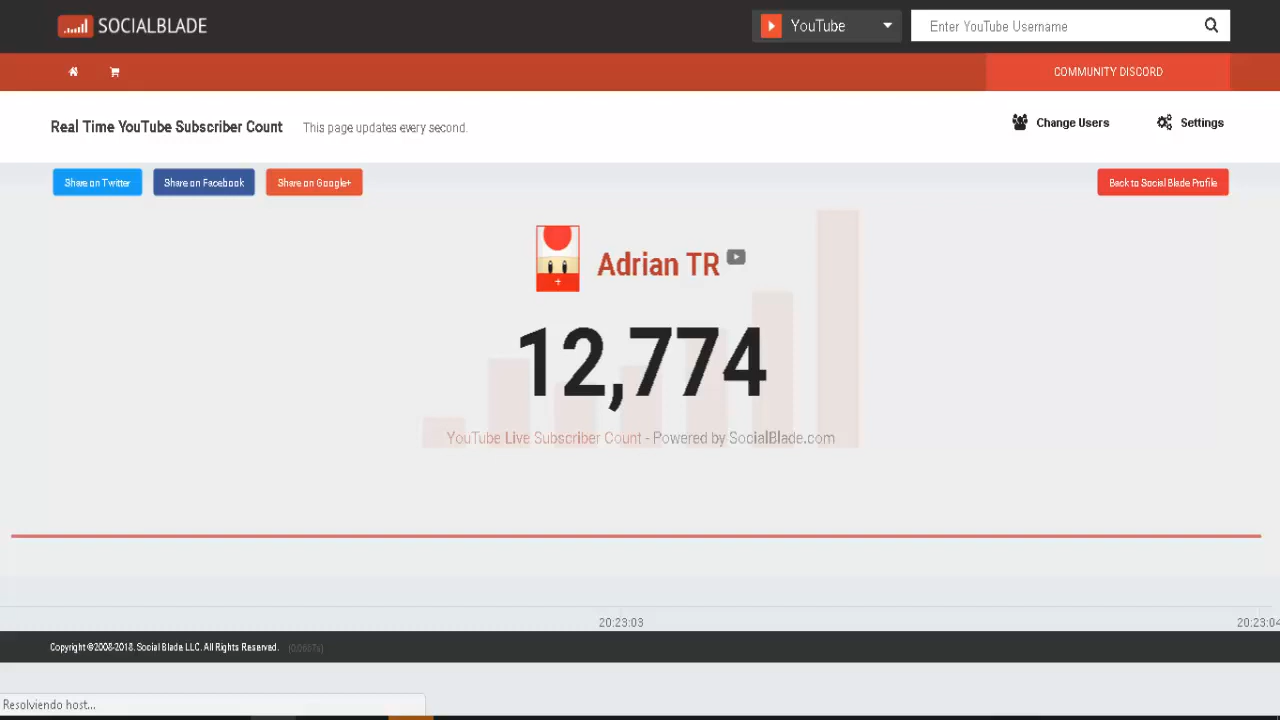 SOCIALBLADE
YouTube
Enter YouTube Username
COMMUNITY DISCORD
Real Time YouTube Subscriber Count
This page updates every second.
Change Users
Settings
Share on Twitter
Share on Facebook
Share on Google+
Back to Social Blade Profile
Adrian TR
12,774
YouTube Live Subscriber Count - Powered by SocialBlade.com
20:23:03
20:23:04
Copyright ©2008-2018. Social Blade LLC. All Rights Reserved.
Resolviendo host...